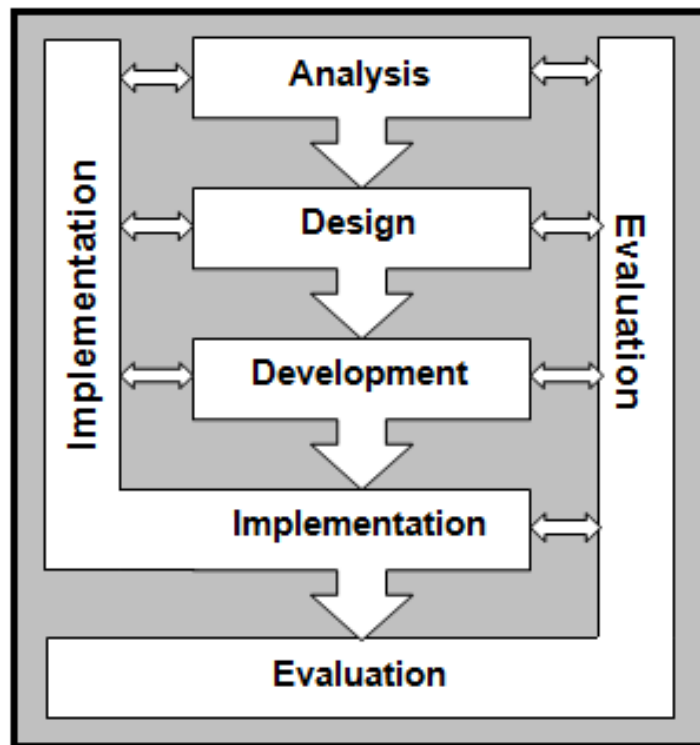 Analysis
Design
Development
Implementation
Evaluation
Implementation
Evaluation